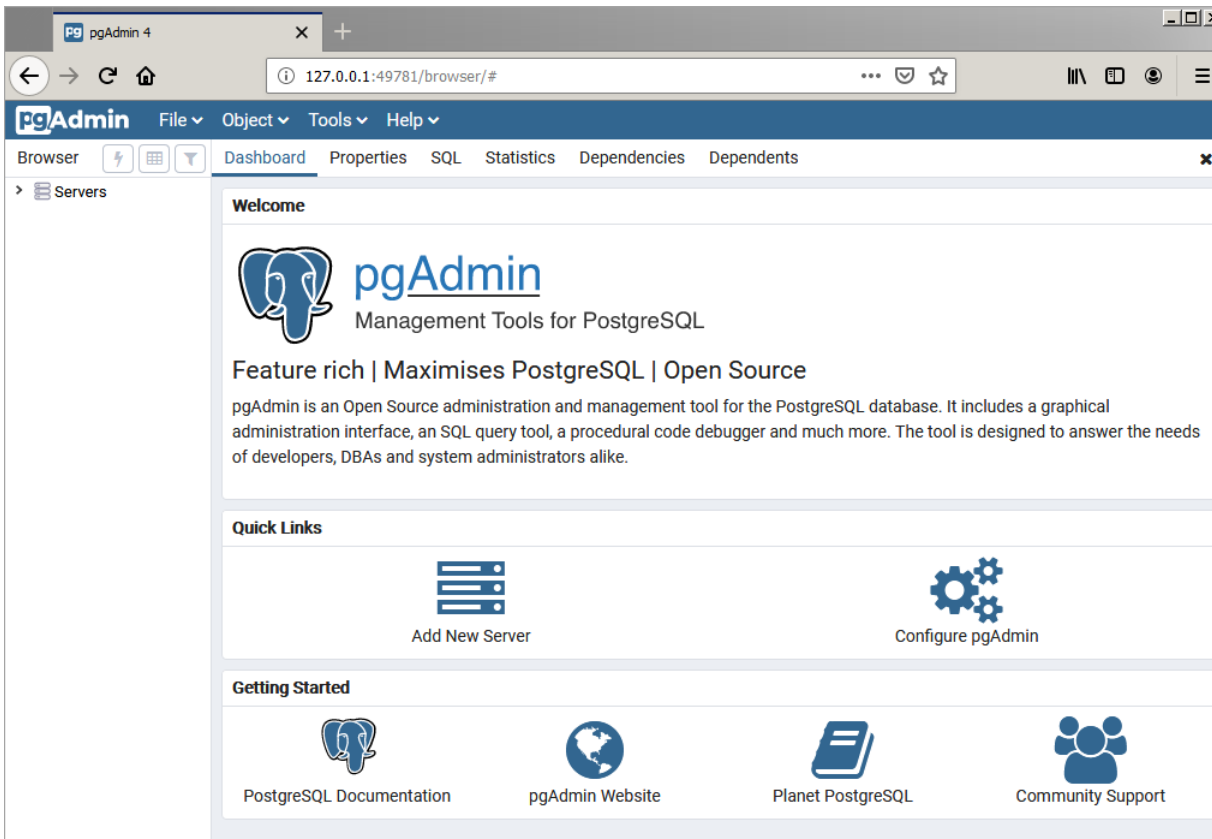 Pg pgAdmin 4
127.0.0.1:49781/browser/#
pgAdmin File Object Tools Help
Browser Dashboard Properties SQL Statistics Dependencies Dependents
Servers
Welcome
pgAdmin
Management Tools for PostgreSQL
Feature rich | Maximises PostgreSQL | Open Source
pgAdmin is an Open Source administration and management tool for the PostgreSQL database. It includes a graphical
administration interface, an SQL query tool, a procedural code debugger and much more. The tool is designed to answer the needs
of developers, DBAs and system administrators alike.
Quick Links
Add New Server Configure pgAdmin
Getting Started
PostgreSQL Documentation pgAdmin Website Planet PostgreSQL Community Support